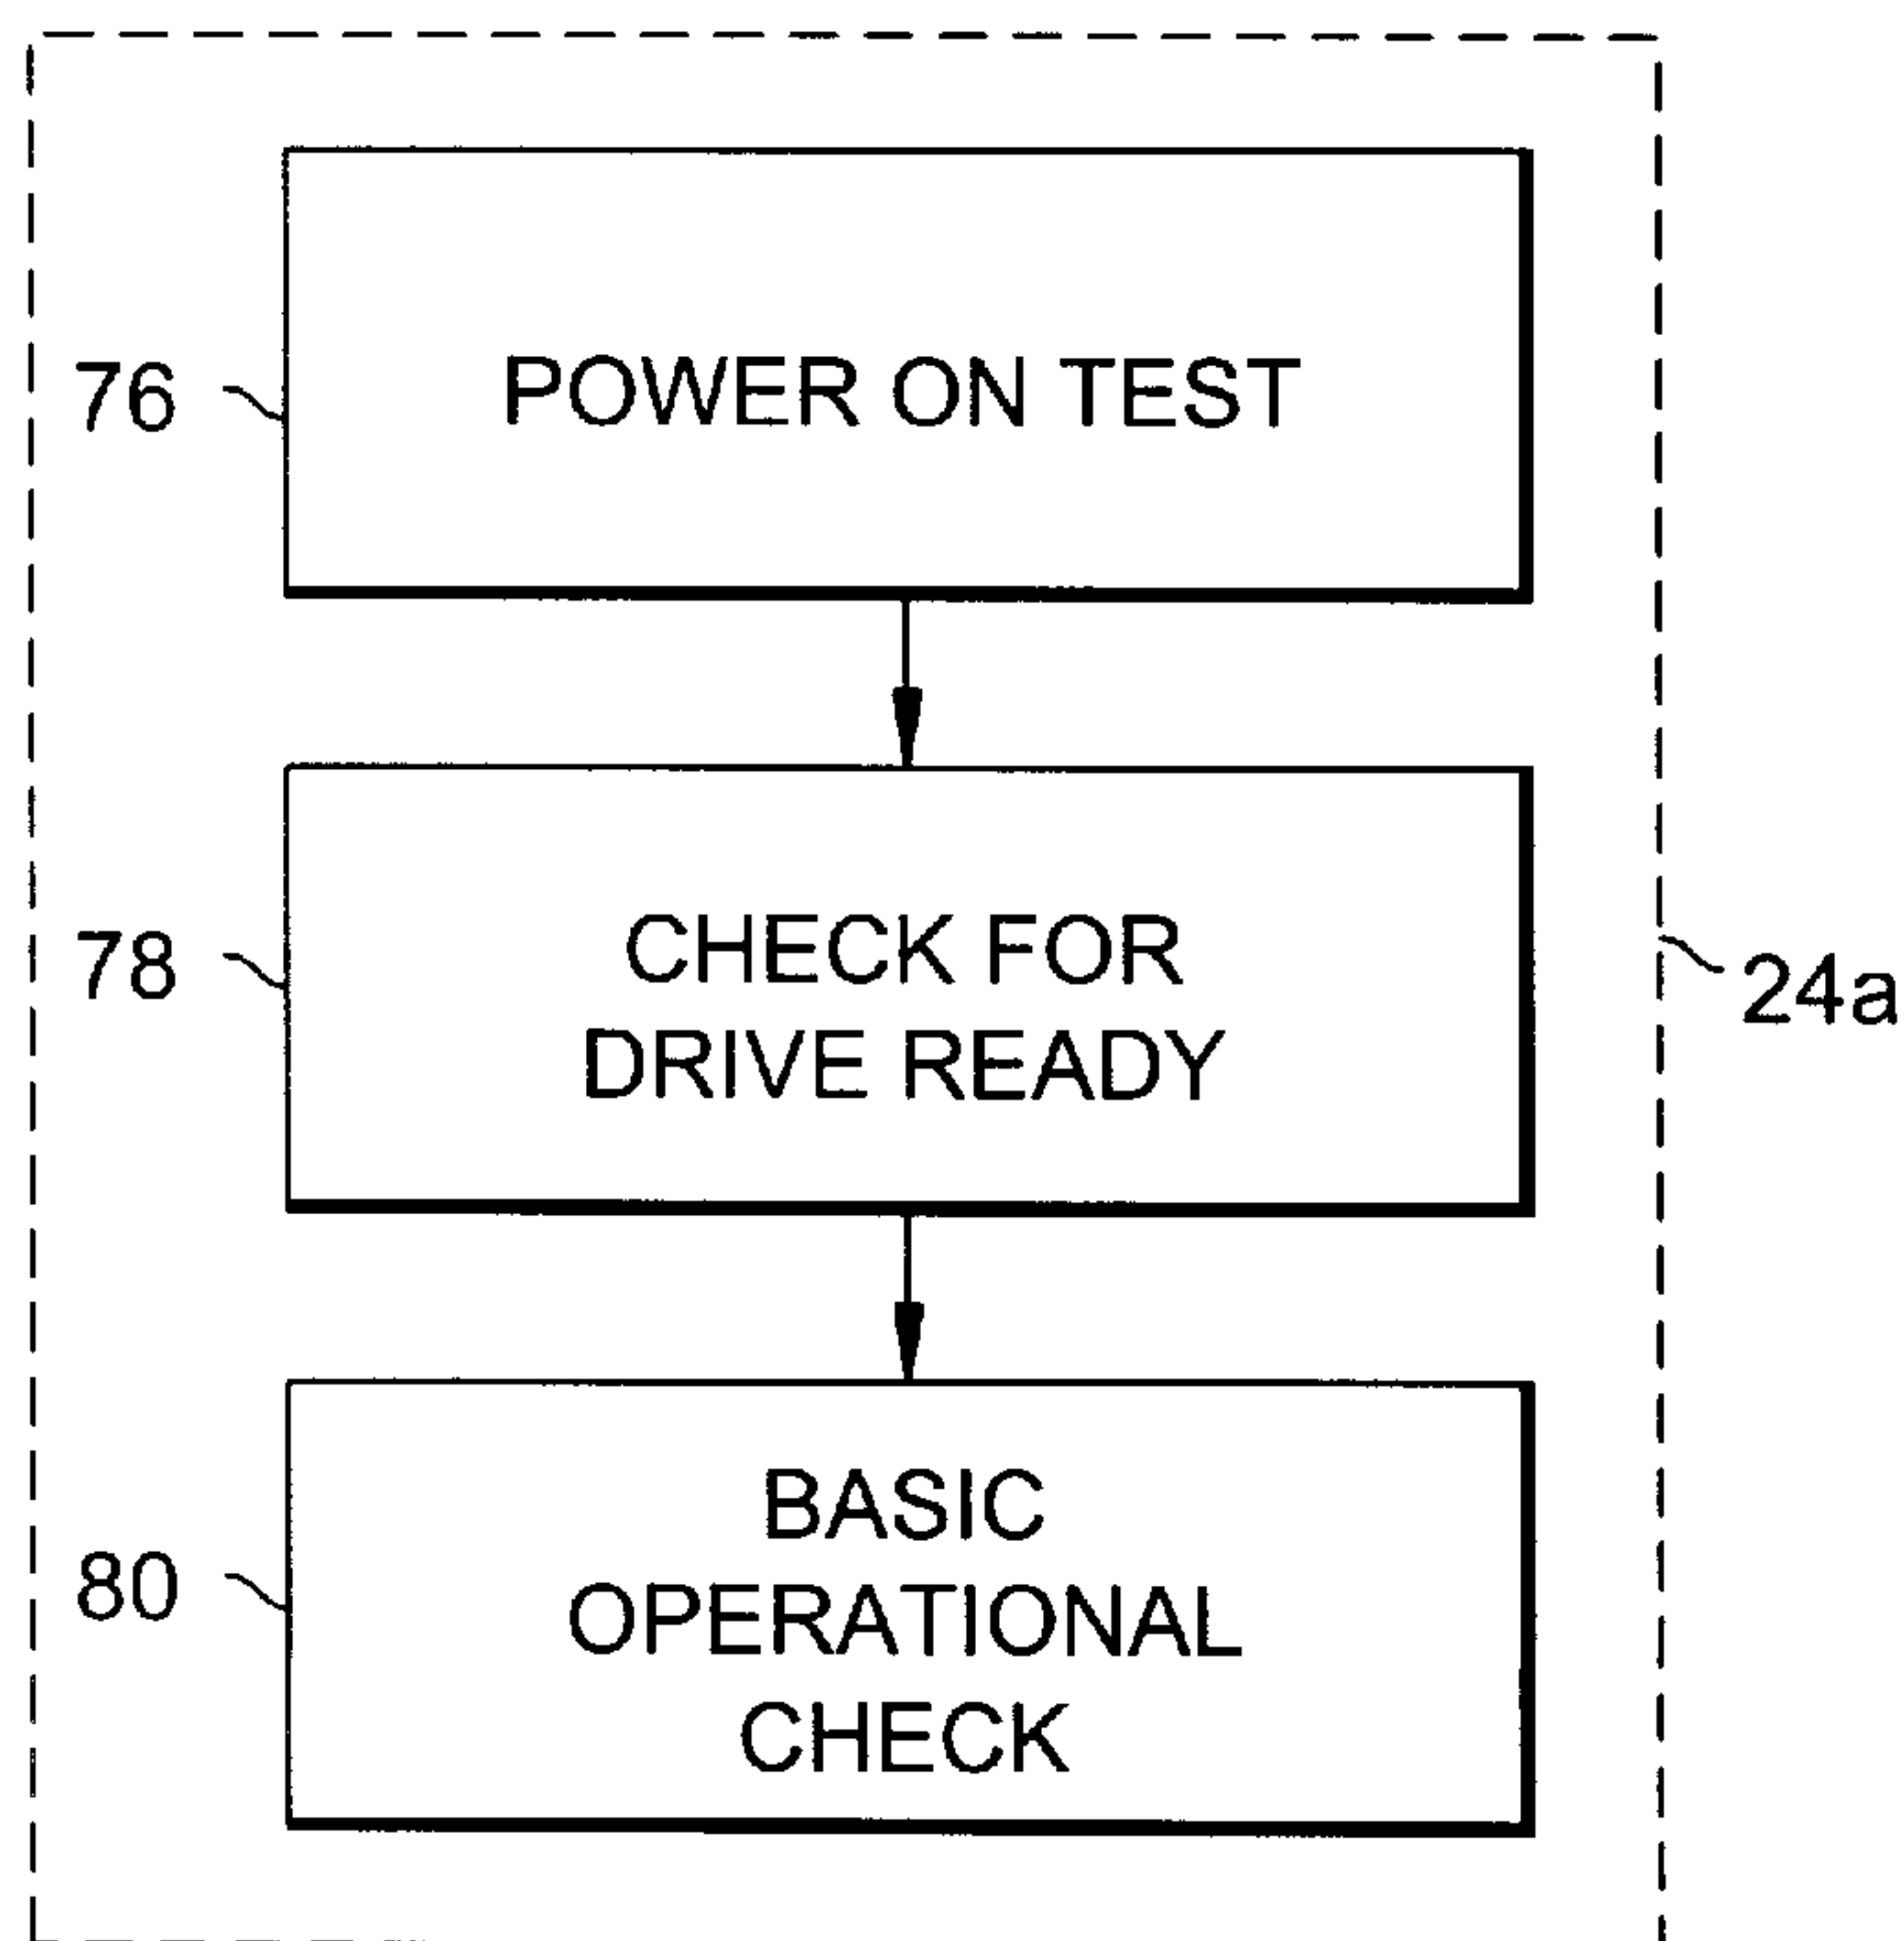 76
POWER ON TEST
78
CHECK FOR
DRIVE READY
24a
80
BASIC
OPERATIONAL
CHECK